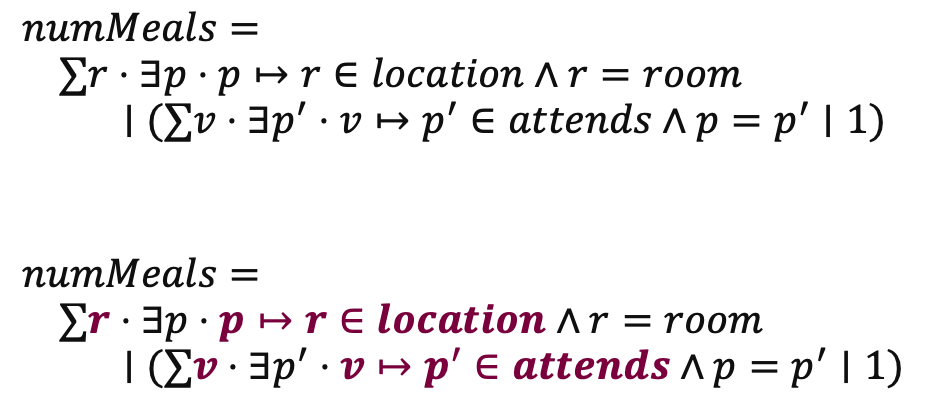 numMeals =
∑r · ∃p · p ↦ r ∈ location ∧ r = room
| (∑v · ∃p′ · v ↦ p′ ∈ attends ∧ p = p′ | 1)
numMeals =
∑r · ∃p · p ↦ r ∈ location ∧ r = room
| (∑v · ∃p′ · v ↦ p′ ∈ attends ∧ p = p′ | 1)